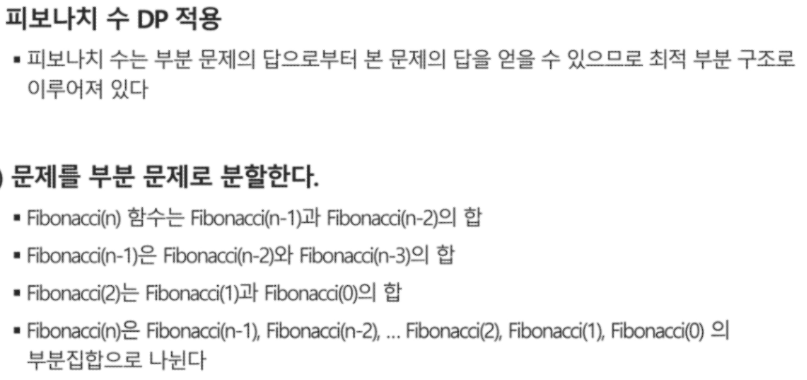 피보나치 수 DP 적용
▪ 피보나치 수는 부분 문제의 답으로부터 본 문제의 답을 얻을 수 있으므로 최적 부분 구조로
이루어져 있다
) 문제를 부분 문제로 분할한다.
▪ Fibonacci(n) 함수는 Fibonacci(n-1)과 Fibonacci(n-2)의 합
▪ Fibonacci(n-1)은 Fibonacci(n-2)와 Fibonacci(n-3)의 합
▪ Fibonacci(2)는 Fibonacci(1)과 Fibonacci(0)의 합
▪ Fibonacci(n)은 Fibonacci(n-1), Fibonacci(n-2), … Fibonacci(2), Fibonacci(1), Fibonacci(0) 의
부분집합으로 나뉜다